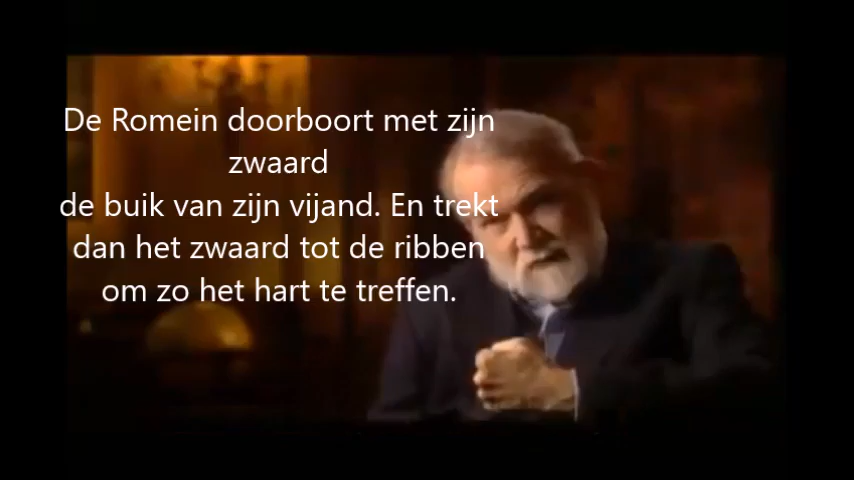 De Romein doorboort met zijn
zwaard
de buik van zijn vijand. En trekt
dan het zwaard tot de ribben
om zo het hart te treffen.